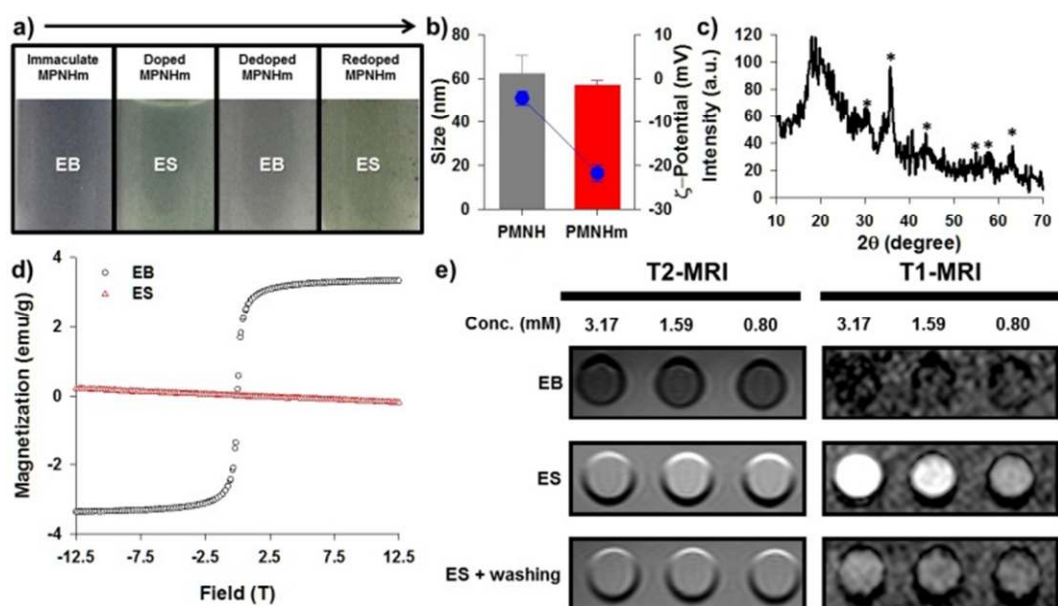 a)
Immaculate
MPNHm
Doped
MPNHm
Dedoped
MPNHm
Redoped
MPNHm
EB
ES
EB
ES
b)
Size (nm)
80
60
40
20
0
10
0
-10
-20
-30
ζ–Potential (mV)
PMNH
PMNHm
c)
Intensity (a.u.)
120
100
80
60
40
20
0
*
*
*
*
*
*
10
20
30
40
50
60
70
2θ (degree)
d)
EB
ES
Magnetization (emu/g)
4
2
0
-2
-4
-12.5
-7.5
-2.5
2.5
7.5
12.5
Field (T)
e)
T2-MRI
T1-MRI
Conc. (mM)
3.17
1.59
0.80
3.17
1.59
0.80
EB
ES
ES + washing